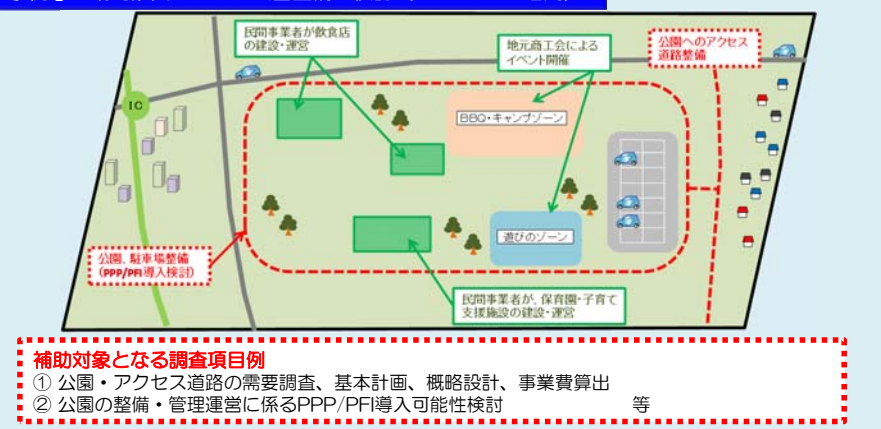 民間事業者が飲食店
の建設・運営
地元商工会による
イベント開催
公園へのアクセス
道路整備
IC
BBQ・キャンプゾーン
遊びのゾーン
公園、駐車場整備
(PPP/PFI導入検討)
民間事業者が、保育園・子育て
支援施設の建設・運営
補助対象となる調査項目例
① 公園・アクセス道路の需要調査、基本計画、概略設計、事業費算出
② 公園の整備・管理運営に係るPPP/PFI導入可能性検討 等